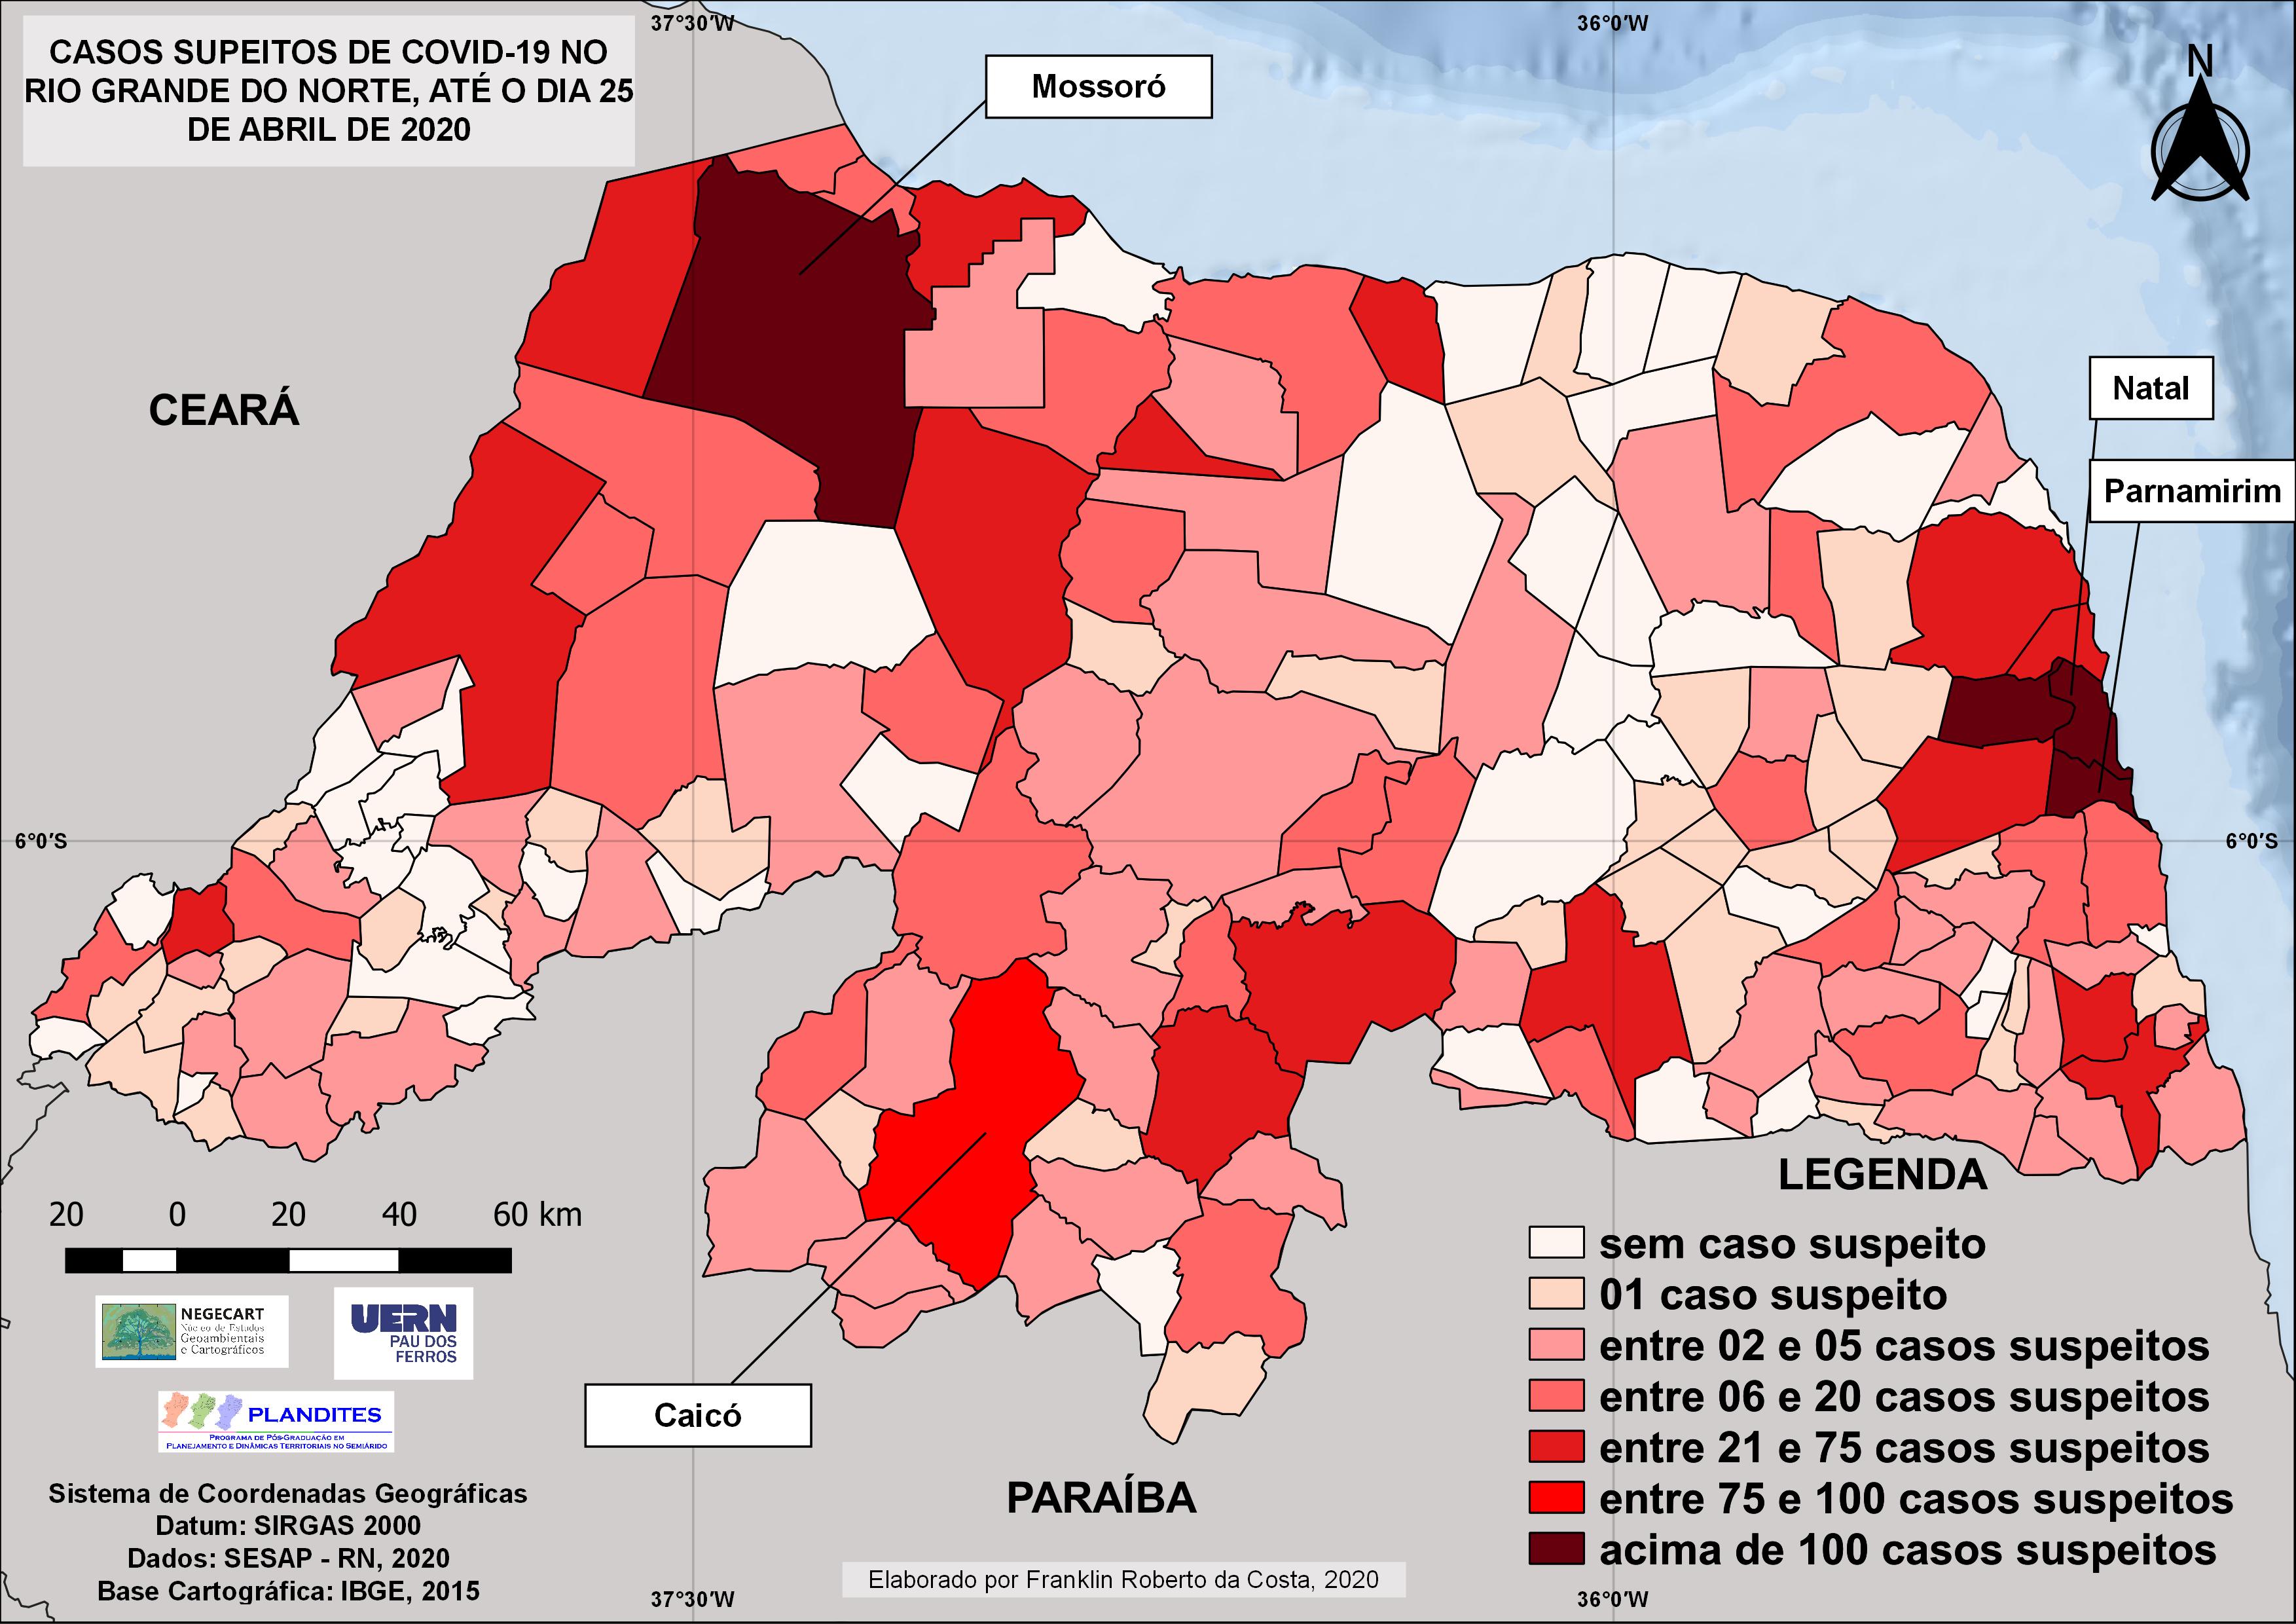 CASOS SUPEITOS DE COVID-19 NO
RIO GRANDE DO NORTE, ATÉ O DIA 25
DE ABRIL DE 2020
37°30′W
36°0′W
N
Mossoró
Natal
Parnamirim
CEARÁ
6°0′S
6°0′S
20 0 20 40 60 km
NEGECART
Núcleo de Estudos
Geoambientais
e Cartográficos
UERN
PAU DOS
FERROS
PLANDITES
PROGRAMA DE PÓS-GRADUAÇÃO EM
PLANEJAMENTO E DINÂMICAS TERRITORIAIS NO SEMIÁRIDO
Caicó
Sistema de Coordenadas Geográficas
Datum: SIRGAS 2000
Dados: SESAP - RN, 2020
Base Cartográfica: IBGE, 2015
PARAÍBA
LEGENDA
sem caso suspeito
01 caso suspeito
entre 02 e 05 casos suspeitos
entre 06 e 20 casos suspeitos
entre 21 e 75 casos suspeitos
entre 75 e 100 casos suspeitos
acima de 100 casos suspeitos
Elaborado por Franklin Roberto da Costa, 2020
37°30′W
36°0′W